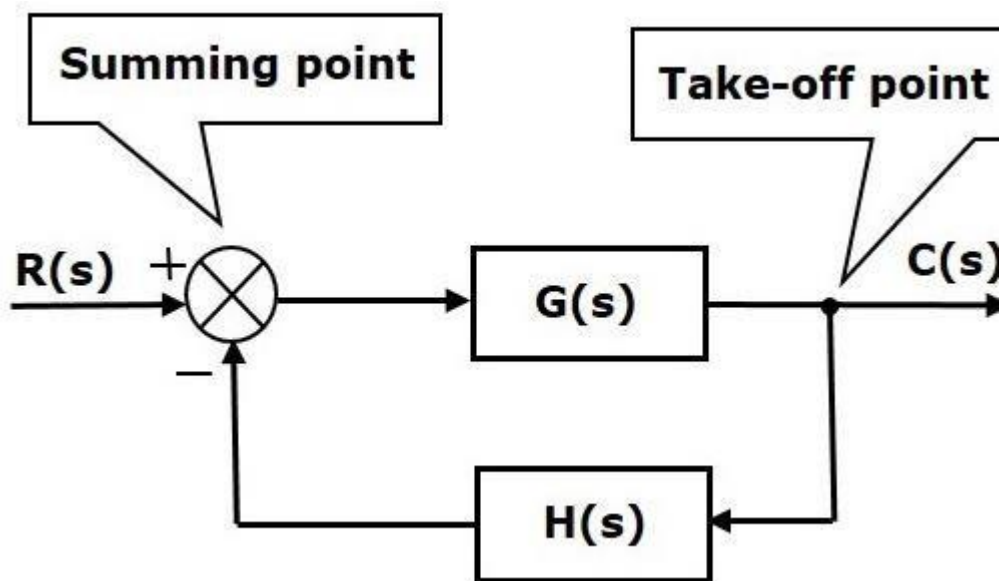 Summing point
Take-off point
R(s)
+
C(s)
G(s)
−
H(s)